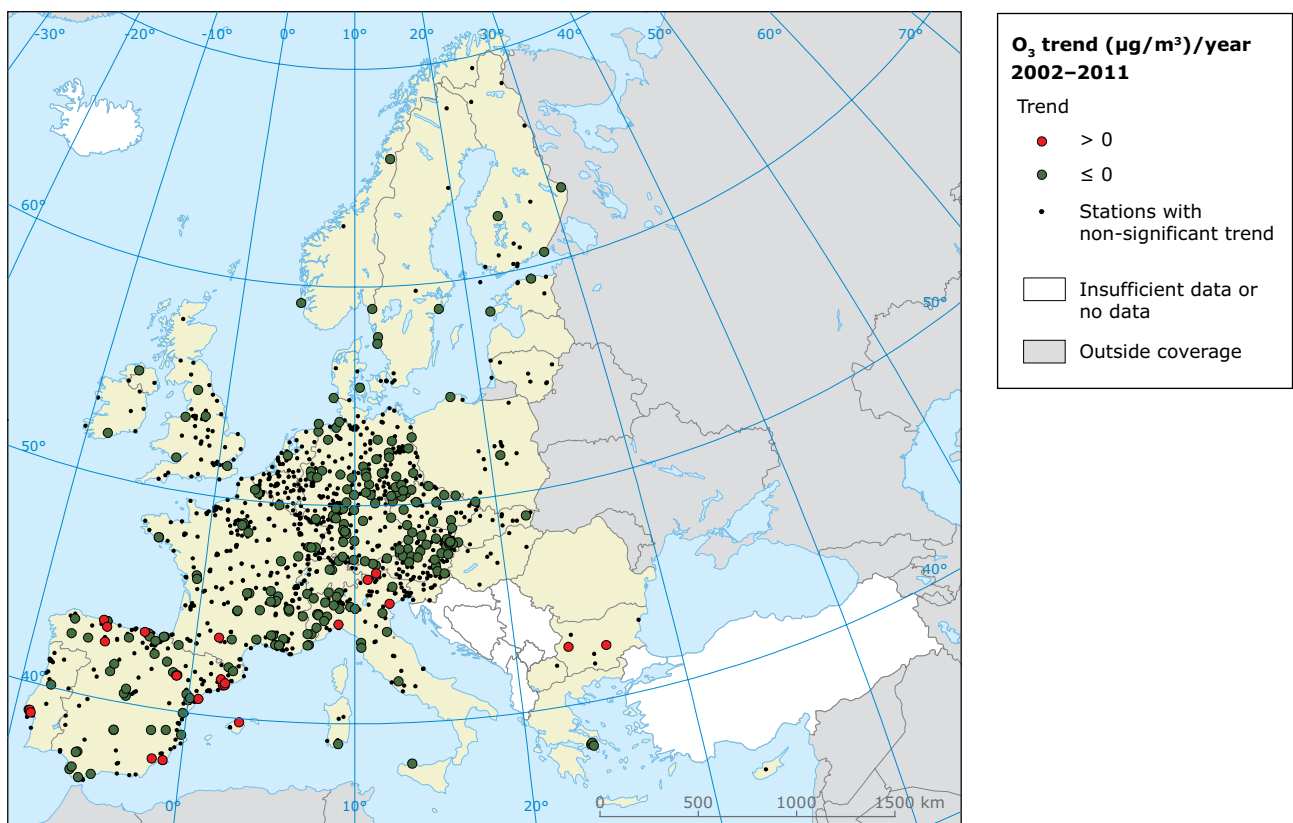 -30°
-20°
-10°
0°
10°
20°
30°
40°
50°
60°
70°
60°
50°
50°
40°
40°
0°
10°
20°
0 500 1000 1500 km
O₃ trend (µg/m³)/year
2002–2011
Trend
> 0
≤ 0
Stations with
non-significant trend
Insufficient data or
no data
Outside coverage